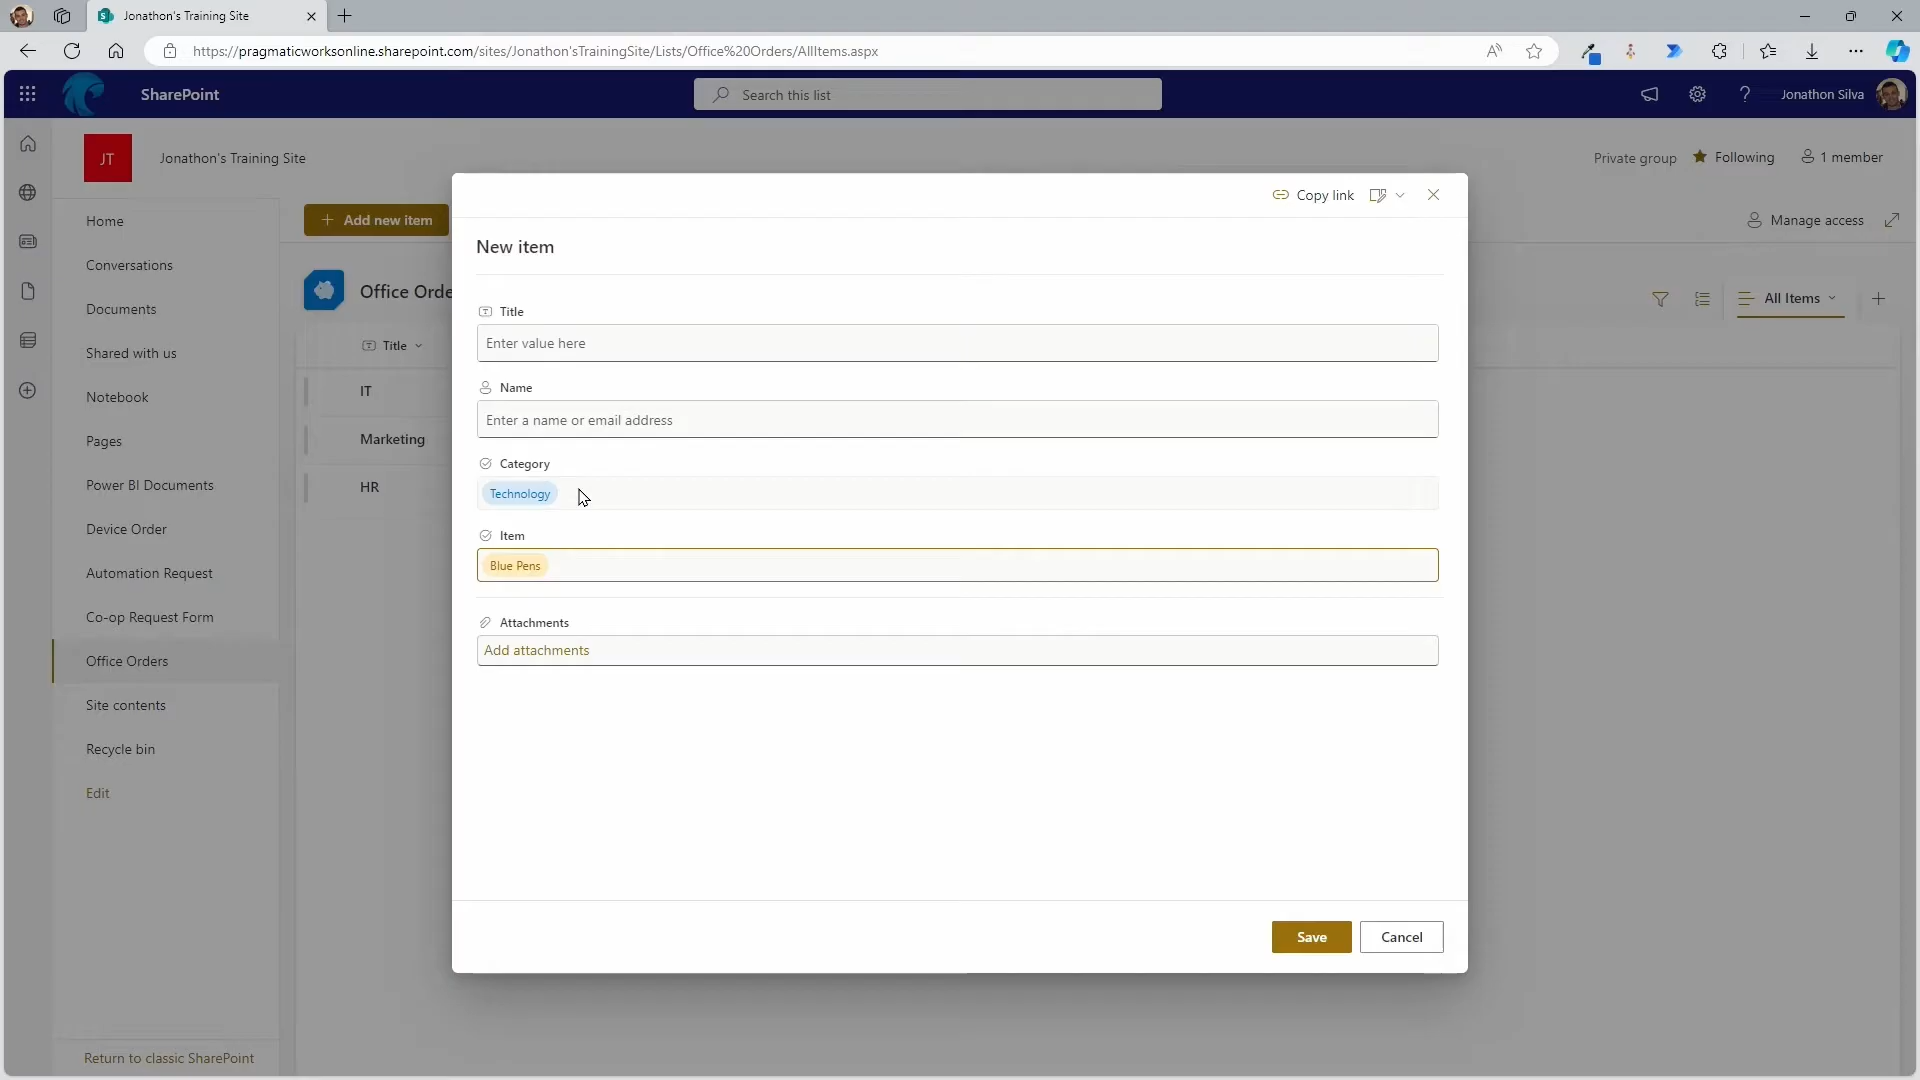 Jonathon's Training Site
https://pragmaticworksonline.sharepoint.com/sites/Jonathon'sTrainingSite/Lists/Office%20Orders/AllItems.aspx
SharePoint
Search this list
Jonathon Silva
JT
Jonathon's Training Site
Private group
Following
1 member
Copy link
Home
Add new item
Manage access
New item
Conversations
Office Orde
All Items
Documents
Title
Enter value here
Title
Shared with us
IT
Name
Notebook
Enter a name or email address
Marketing
Pages
Category
Power BI Documents
HR
Technology
Device Order
Item
Blue Pens
Automation Request
Co-op Request Form
Attachments
Add attachments
Office Orders
Site contents
Recycle bin
Edit
Save
Cancel
Return to classic SharePoint